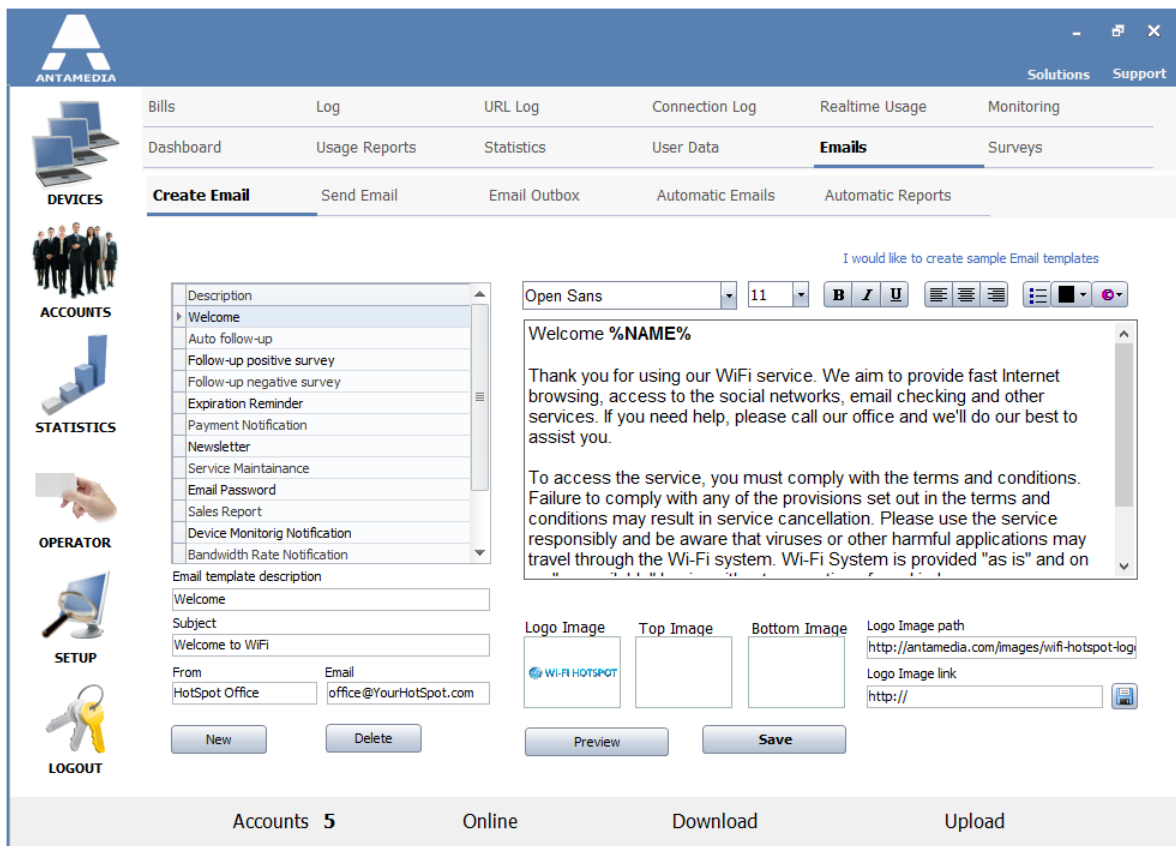 ANTAMEDIA
Solutions Support
Bills Log URL Log Connection Log Realtime Usage Monitoring
Dashboard Usage Reports Statistics User Data Emails Surveys
Create Email Send Email Email Outbox Automatic Emails Automatic Reports
DEVICES
ACCOUNTS
STATISTICS
OPERATOR
SETUP
LOGOUT
I would like to create sample Email templates
Description
Welcome
Auto follow-up
Follow-up positive survey
Follow-up negative survey
Expiration Reminder
Payment Notification
Newsletter
Service Maintainance
Email Password
Sales Report
Device Monitorig Notification
Bandwidth Rate Notification
Email template description
Welcome
Subject
Welcome to WiFi
From Email
HotSpot Office office@YourHotSpot.com
New Delete
Open Sans 11 B I U
Welcome %NAME%
Thank you for using our WiFi service. We aim to provide fast Internet
browsing, access to the social networks, email checking and other
services. If you need help, please call our office and we'll do our best to
assist you.
To access the service, you must comply with the terms and conditions.
Failure to comply with any of the provisions set out in the terms and
conditions may result in service cancellation. Please use the service
responsibly and be aware that viruses or other harmful applications may
travel through the Wi-Fi system. Wi-Fi System is provided "as is" and on
Logo Image Top Image Bottom Image
WI-FI HOTSPOT
Logo Image path
http://antamedia.com/images/wifi-hotspot-log
Logo Image link
http://
Preview Save
Accounts 5 Online Download Upload